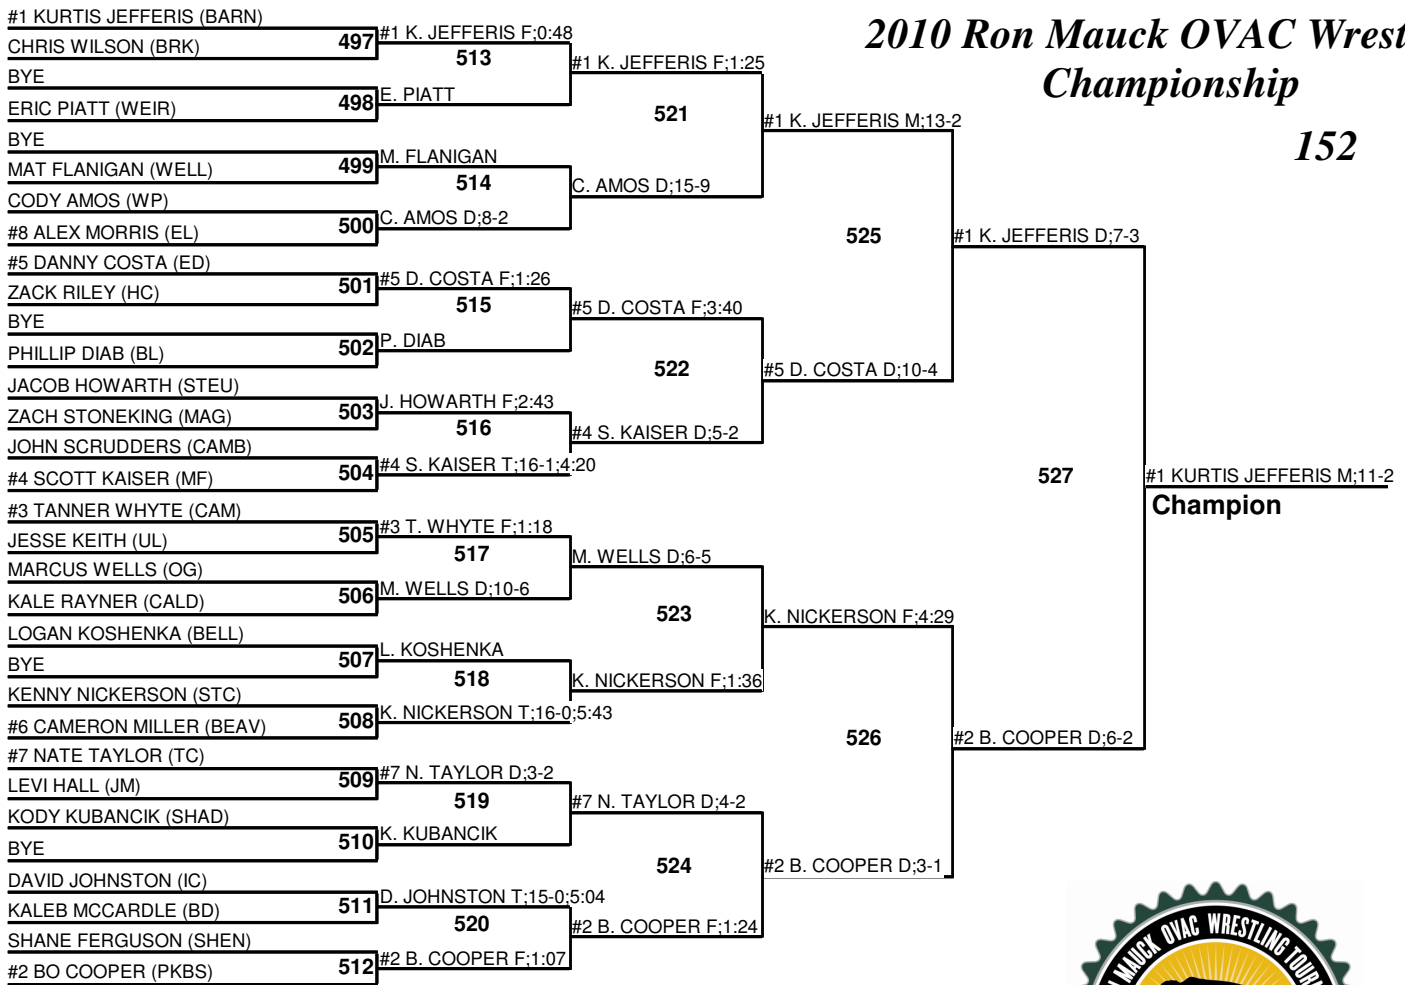 2010 Ron Mauck OVAC Wrest
Championship
152
#1 KURTIS JEFFERIS (BARN)
CHRIS WILSON (BRK)
BYE
ERIC PIATT (WEIR)
BYE
MAT FLANIGAN (WELL)
CODY AMOS (WP)
#8 ALEX MORRIS (EL)
#5 DANNY COSTA (ED)
ZACK RILEY (HC)
BYE
PHILLIP DIAB (BL)
JACOB HOWARTH (STEU)
ZACH STONEKING (MAG)
JOHN SCRUDDERS (CAMB)
#4 SCOTT KAISER (MF)
#3 TANNER WHYTE (CAM)
JESSE KEITH (UL)
MARCUS WELLS (OG)
KALE RAYNER (CALD)
LOGAN KOSHENKA (BELL)
BYE
KENNY NICKERSON (STC)
#6 CAMERON MILLER (BEAV)
#7 NATE TAYLOR (TC)
LEVI HALL (JM)
KODY KUBANCIK (SHAD)
BYE
DAVID JOHNSTON (IC)
KALEB MCCARDLE (BD)
SHANE FERGUSON (SHEN)
#2 BO COOPER (PKBS)
497
498
499
500
501
502
503
504
505
506
507
508
509
510
511
512
#1 K. JEFFERIS F;0:48
513
E. PIATT
M. FLANIGAN
514
C. AMOS D;8-2
#5 D. COSTA F;1:26
515
P. DIAB
J. HOWARTH F;2:43
516
#4 S. KAISER T;16-1;4:20
#3 T. WHYTE F;1:18
517
M. WELLS D;10-6
L. KOSHENKA
518
K. NICKERSON T;16-0;5:43
#7 N. TAYLOR D;3-2
519
K. KUBANCIK
D. JOHNSTON T;15-0;5:04
520
#2 B. COOPER F;1:07
#1 K. JEFFERIS F;1:25
521
C. AMOS D;15-9
#5 D. COSTA F;3:40
522
#4 S. KAISER D;5-2
M. WELLS D;6-5
523
K. NICKERSON F;1:36
#7 N. TAYLOR D;4-2
524
#2 B. COOPER F;1:24
#1 K. JEFFERIS M;13-2
525
#5 D. COSTA D;10-4
K. NICKERSON F;4:29
526
#2 B. COOPER D;3-1
#1 K. JEFFERIS D;7-3
527
#2 B. COOPER D;6-2
#1 KURTIS JEFFERIS M;11-2
Champion
MAUCK OVAC WRESTLING TOUR